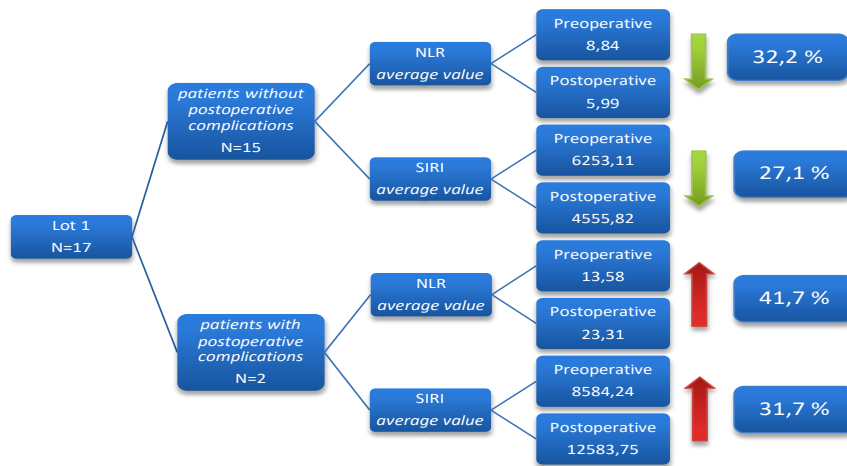 Lot 1
N=17
patients without
postoperative
complications
N=15
NLR
average value
Preoperative
8,84
Postoperative
5,99
32,2 %
SIRI
average value
Preoperative
6253,11
Postoperative
4555,82
27,1 %
patients with
postoperative
complications
N=2
NLR
average value
Preoperative
13,58
Postoperative
23,31
41,7 %
SIRI
average value
Preoperative
8584,24
Postoperative
12583,75
31,7 %